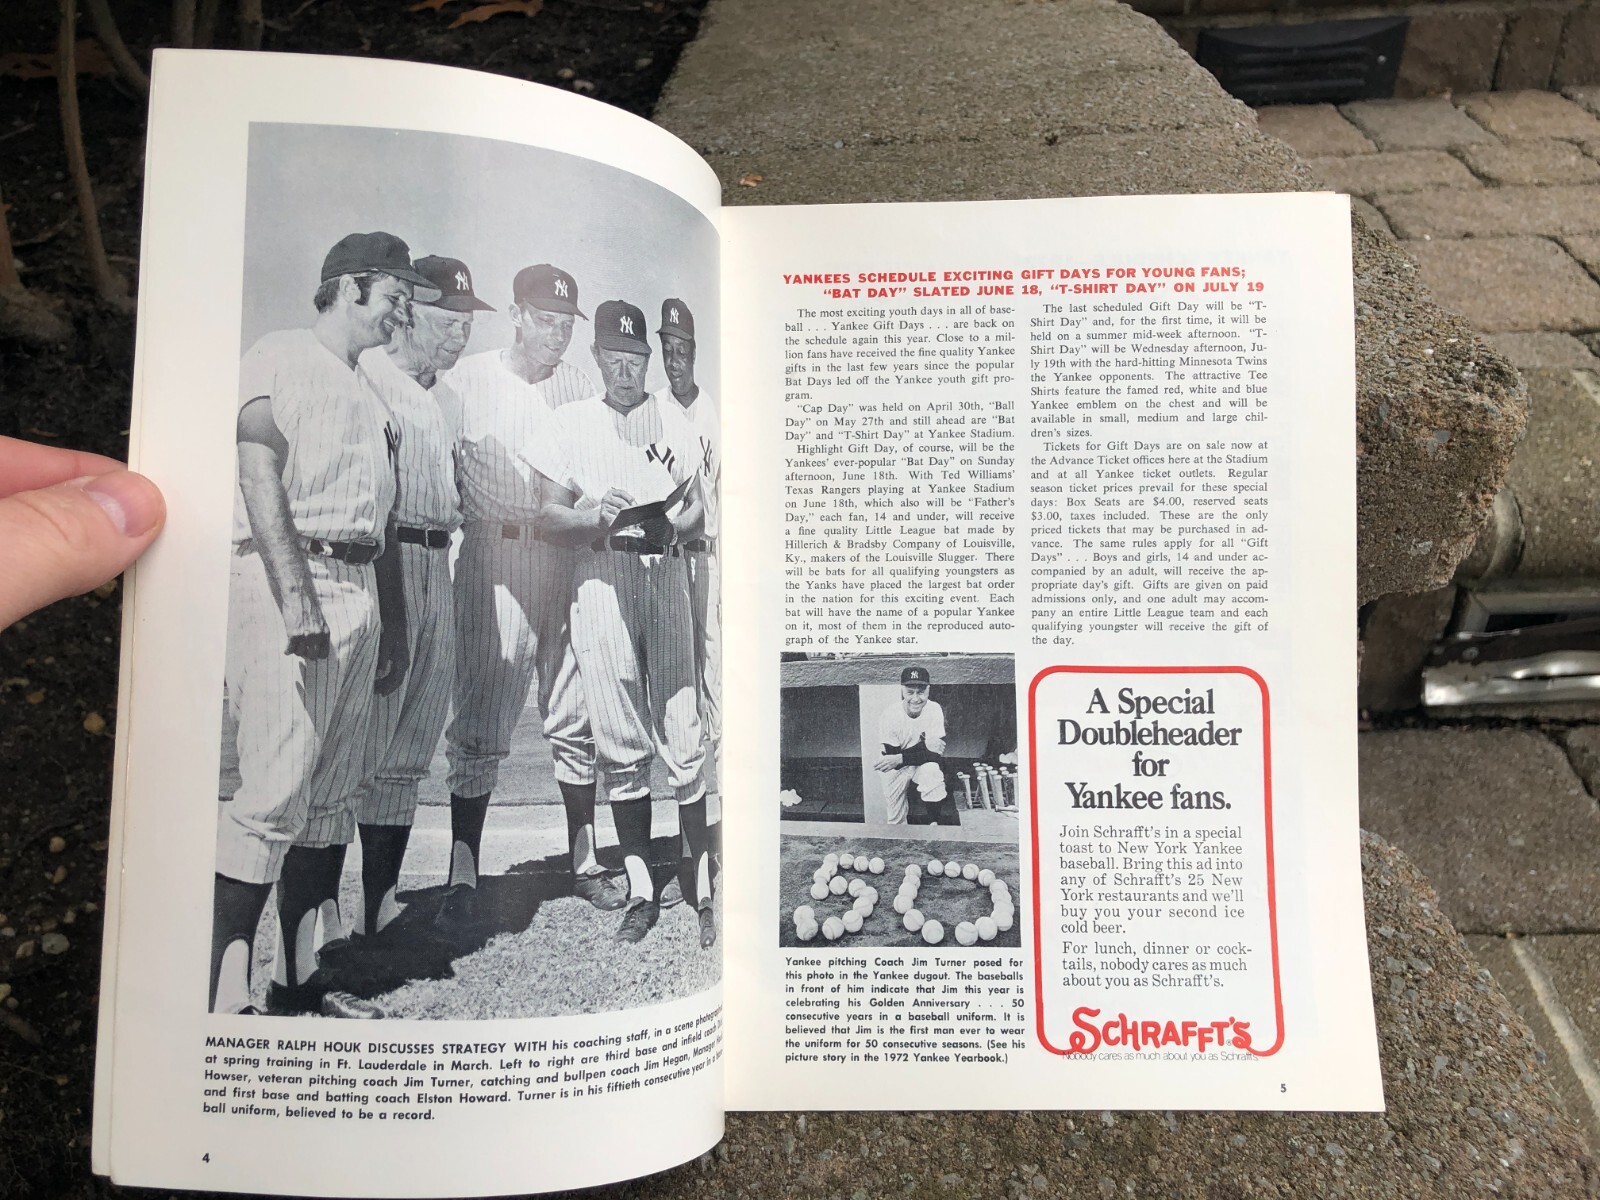 MANAGER RALPH HOUK DISCUSSES STRATEGY WITH his coaching staff, in a scene
at spring training in Ft. Lauderdale in March. Left to right are third base and infield coach
Howser, veteran pitching coach Jim Turner, catching and bullpen coach Jim Hegan, Manager
and first base and batting coach Elston Howard. Turner is in his fiftieth consecutive year in a
ball uniform, believed to be a record.
4
YANKEES SCHEDULE EXCITING GIFT DAYS FOR YOUNG FANS;
"BAT DAY" SLATED JUNE 18, "T-SHIRT DAY" ON JULY 19
The most exciting youth days in all of base-
ball . . . Yankee Gift Days . . . are back on
the schedule again this year. Close to a mil-
lion fans have received the fine quality Yankee
gifts in the last few years since the popular
Bat Days led off the Yankee youth gift pro-
gram.
"Cap Day" was held on April 30th, "Ball
Day" on May 27th and still ahead are "Bat
Day" and "T-Shirt Day" at Yankee Stadium.
Highlight Gift Day, of course, will be the
Yankees' ever-popular "Bat Day" on Sunday
afternoon, June 18th. With Ted Williams'
Texas Rangers playing at Yankee Stadium
on June 18th, which also will be "Father's
Day," each fan, 14 and under, will receive
a fine quality Little League bat made by
Hillerich & Bradsby Company of Louisville,
Ky., makers of the Louisville Slugger. There
will be bats for all qualifying youngsters as
the Yanks have placed the largest bat order
in the nation for this exciting event. Each
bat will have the name of a popular Yankee
on it, most of them in the reproduced auto-
graph of the Yankee star.
The last scheduled Gift Day will be "T-
Shirt Day" and, for the first time, it will be
held on a summer mid-week afternoon. "T-
Shirt Day" will be Wednesday afternoon, Ju-
ly 19th with the hard-hitting Minnesota Twins
the Yankee opponents. The attractive Tee
Shirts feature the famed red, white and blue
Yankee emblem on the chest and will be
available in small, medium and large chil-
dren's sizes.
Tickets for Gift Days are on sale now at
the Advance Ticket offices here at the Stadium
and at all Yankee ticket outlets. Regular
season ticket prices prevail for these special
days: Box Seats are $4.00, reserved seats
$3.00, taxes included. These are the only
priced tickets that may be purchased in ad-
vance. The same rules apply for all "Gift
Days" . . . Boys and girls, 14 and under ac-
companied by an adult, will receive the ap-
propriate day's gift. Gifts are given on paid
admissions only, and one adult may accom-
pany an entire Little League team and each
qualifying youngster will receive the gift of
the day.
50
Yankee pitching Coach Jim Turner posed for
this photo in the Yankee dugout. The baseballs
in front of him indicate that Jim this year is
celebrating his Golden Anniversary . . . 50
consecutive years in a baseball uniform. It is
believed that Jim is the first man ever to wear
the uniform for 50 consecutive seasons. (See his
picture story in the 1972 Yankee Yearbook.)
A Special
Doubleheader
for
Yankee fans.
Join Schrafft's in a special
toast to New York Yankee
baseball. Bring this ad into
any of Schrafft's 25 New
York restaurants and we'll
buy you your second ice
cold beer.
For lunch, dinner or cock-
tails, nobody cares as much
about you as Schrafft's.
SCHRAFFT'S
Nobody cares as much about you as Schrafft's.
5